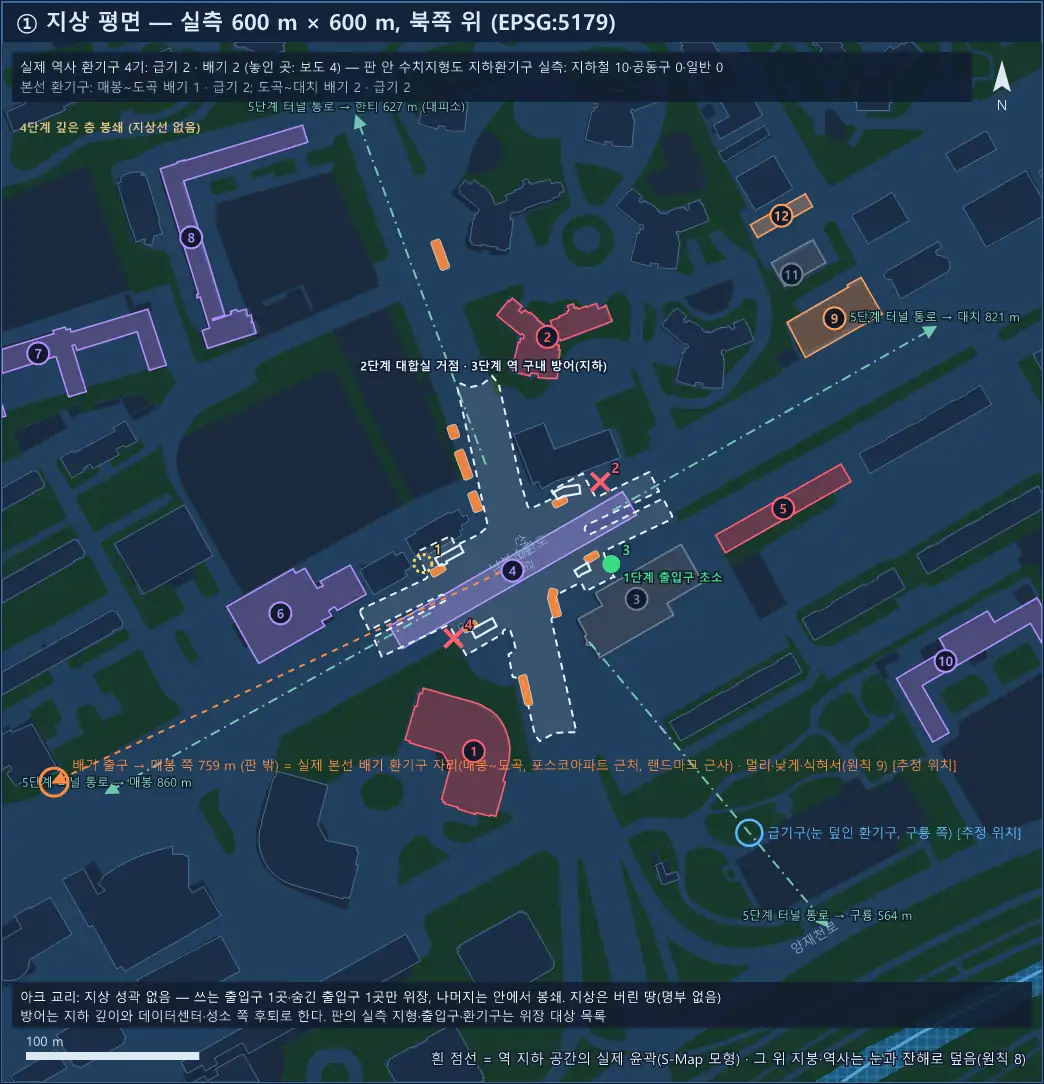 ① 지상 평면 — 실측 600 m × 600 m, 북쪽 위 (EPSG:5179)
실제 역사 환기구 4기: 급기 2 · 배기 2 (놓인 곳: 보도 4) — 판 안 수치지형도 지하환기구 실측: 지하철 10·공동구 0·일반 0
본선 환기구: 매봉~도곡 배기 1 · 급기 2; 도곡~대치 배기 2 · 급기 2
N
5단계 터널 통로 → 한티 627 m (대피소)
4단계 깊은 층 봉쇄 (지상선 없음)
12
8
11
9
5단계 터널 통로 → 대치 821 m
2
7
2단계 대합실 거점 · 3단계 역 구내 방어(지하)
2
5
1
3
4
1단계 출입구 초소
3
6
4
10
1
배기 출구 → 매봉 쪽 759 m (판 밖) = 실제 본선 배기 환기구 자리(매봉~도곡, 포스코아파트 근처, 랜드마크 근사) · 멀리·낮게·식혀서(원칙 9) [추정 위치]
5단계 터널 통로 → 매봉 860 m
급기구(눈 덮인 환기구, 구룡 쪽) [추정 위치]
5단계 터널 통로 → 구룡 564 m
양재천로
아크 교리: 지상 성곽 없음 — 쓰는 출입구 1곳·숨긴 출입구 1곳만 위장, 나머지는 안에서 봉쇄. 지상은 버린 땅(명부 없음)
방어는 지하 깊이와 데이터센터·성소 쪽 후퇴로 한다. 판의 실측 지형·출입구·환기구는 위장 대상 목록
100 m
흰 점선 = 역 지하 공간의 실제 윤곽(S-Map 모형) · 그 위 지붕·역사는 눈과 잔해로 덮음(원칙 8)